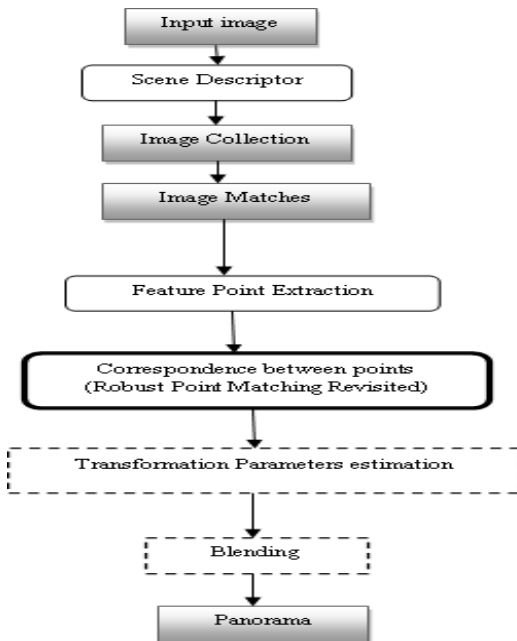 Input image
Scene Descriptor
Image Collection
Image Matches
Feature Point Extraction
Correspondence between points
(Robust Point Matching Revisited)
Transformation Parameters estimation
Blending
Panorama